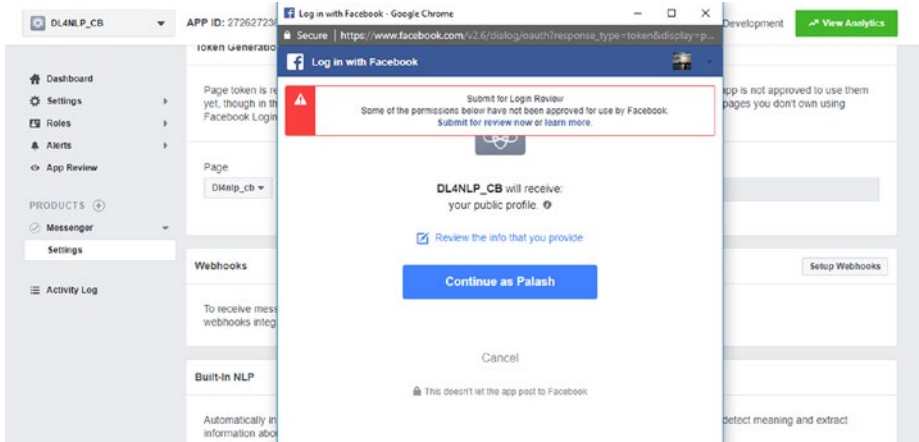 DL4NLP_CB
APP ID: 27262723
Development
View Analytics
Dashboard
Settings
Roles
Alerts
App Review
PRODUCTS
Messenger
Settings
Activity Log
Token Generatio
Page token is re
yet, though in th
Facebook Login
app is not approved to use them
pages you don't own using
Page
Dl4nlp_cb
Webhooks
Setup Webhooks
To receive mess
webhooks integ
Built-In NLP
Automatically in
information abo
detect meaning and extract
Log in with Facebook - Google Chrome
Secure | https://www.facebook.com/v2.6/dialog/oauth?response_type=token&display=p...
Log in with Facebook
Submit for Login Review
Some of the permissions below have not been approved for use by Facebook.
Submit for review now or learn more.
DL4NLP_CB will receive:
your public profile.
Review the info that you provide
Continue as Palash
Cancel
This doesn't let the app post to Facebook